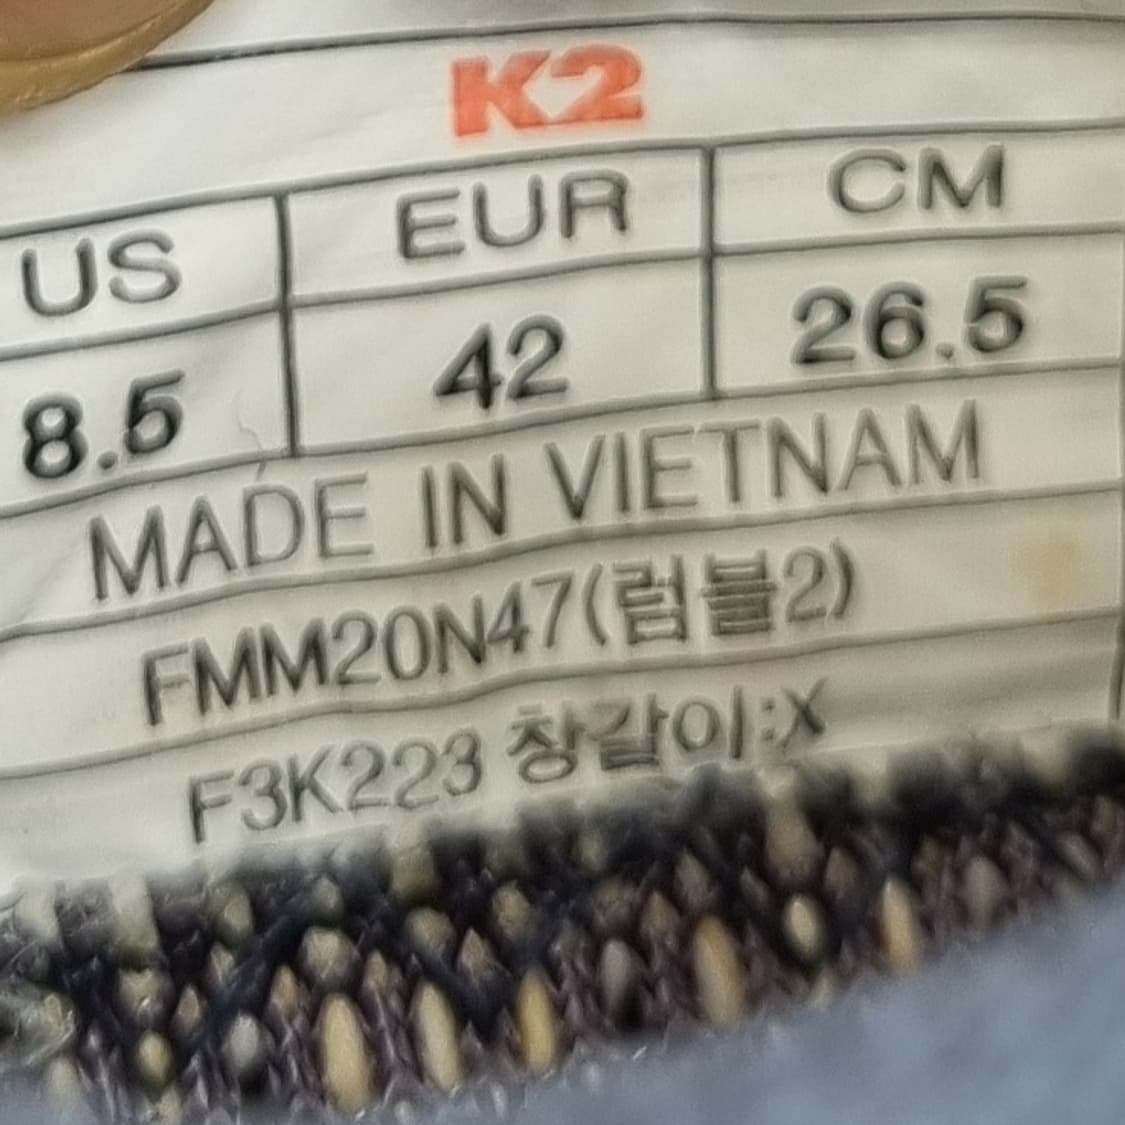 K2
US EUR CM
8.5 42 26.5
MADE IN VIETNAM
FMM20N47(럼블2)
F3K223 창갈이:X